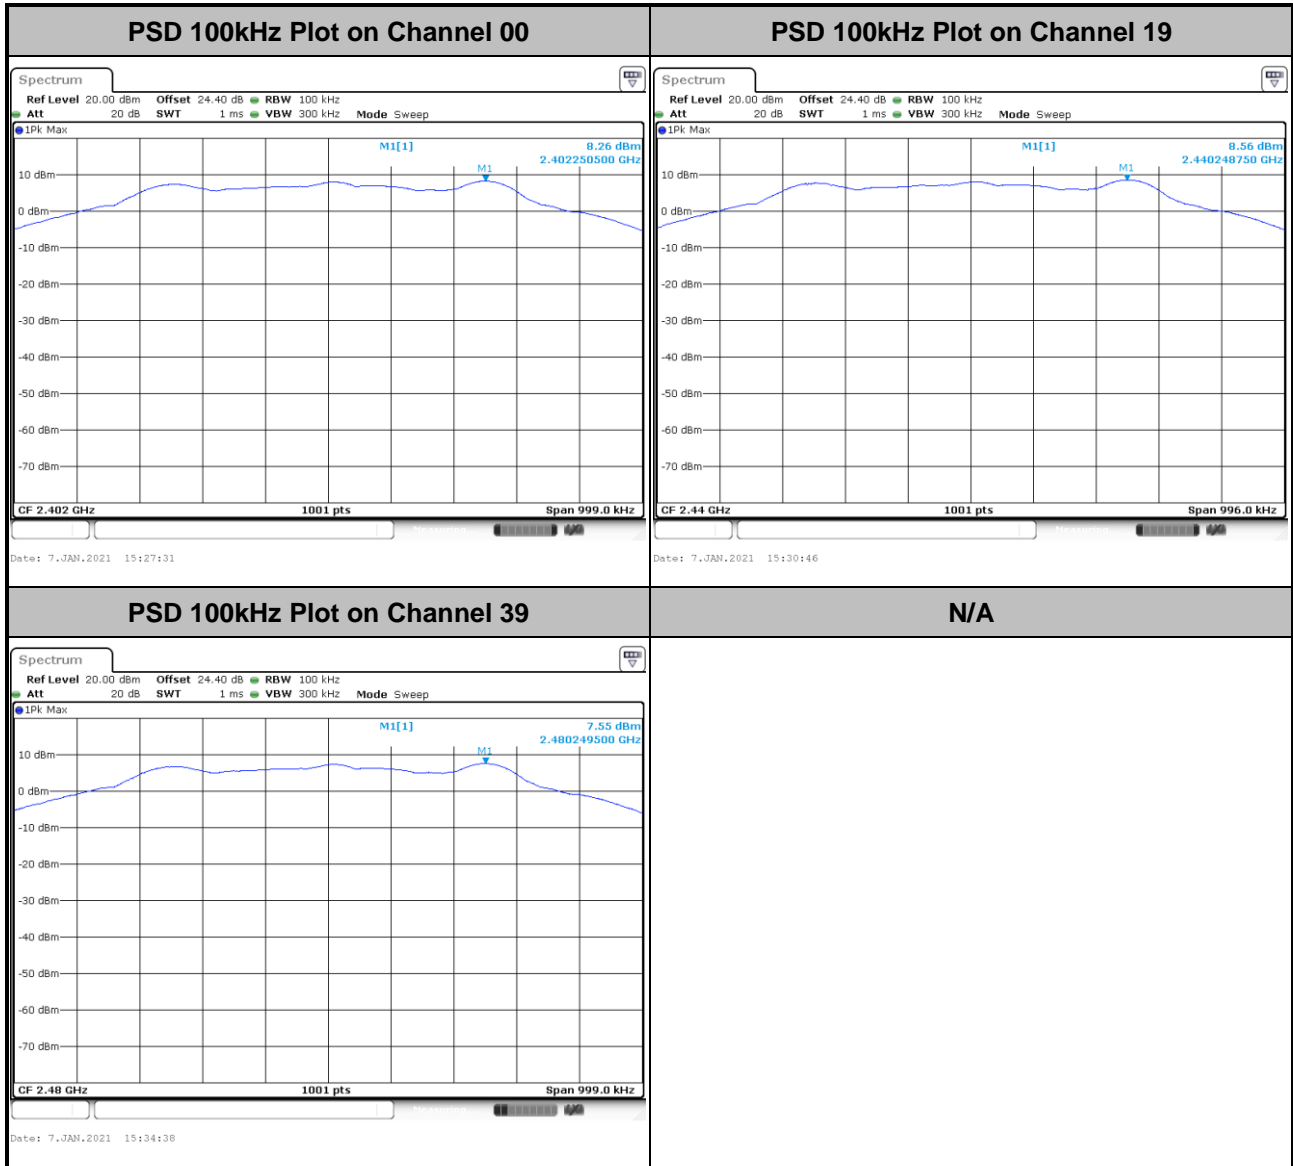 PSD 100kHz Plot on Channel 00
PSD 100kHz Plot on Channel 19
Spectrum
Ref Level 20.00 dBm Offset 24.40 dB RBW 100 kHz
Att 20 dB SWT 1 ms VBW 300 kHz Mode Sweep
1Pk Max
M1[1] 8.26 dBm
2.402250500 GHz
M1
10 dBm
0 dBm
-10 dBm
-20 dBm
-30 dBm
-40 dBm
-50 dBm
-60 dBm
-70 dBm
CF 2.402 GHz 1001 pts Span 999.0 kHz
Measuring
Date: 7.JAN.2021 15:27:31
Spectrum
Ref Level 20.00 dBm Offset 24.40 dB RBW 100 kHz
Att 20 dB SWT 1 ms VBW 300 kHz Mode Sweep
1Pk Max
M1[1] 8.56 dBm
2.440248750 GHz
M1
10 dBm
0 dBm
-10 dBm
-20 dBm
-30 dBm
-40 dBm
-50 dBm
-60 dBm
-70 dBm
CF 2.44 GHz 1001 pts Span 996.0 kHz
Measuring
Date: 7.JAN.2021 15:30:46
PSD 100kHz Plot on Channel 39
N/A
Spectrum
Ref Level 20.00 dBm Offset 24.40 dB RBW 100 kHz
Att 20 dB SWT 1 ms VBW 300 kHz Mode Sweep
1Pk Max
M1[1] 7.55 dBm
2.480249500 GHz
M1
10 dBm
0 dBm
-10 dBm
-20 dBm
-30 dBm
-40 dBm
-50 dBm
-60 dBm
-70 dBm
CF 2.48 GHz 1001 pts Span 999.0 kHz
Measuring
Date: 7.JAN.2021 15:34:38